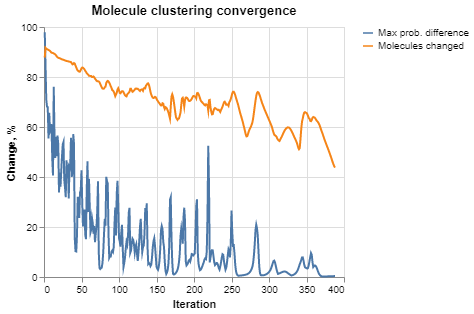 Molecule clustering convergence
Max prob. difference
Molecules changed
100
80
60
40
20
0
Change, %
0 50 100 150 200 250 300 350 400
Iteration